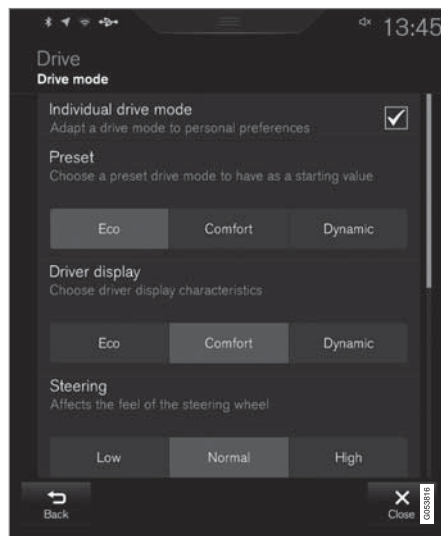 13:45
Drive
Drive mode
Individual drive mode
Adapt a drive mode to personal preferences
Preset
Choose a preset drive mode to have as a starting value
Eco Comfort Dynamic
Driver display
Choose driver display characteristics
Eco Comfort Dynamic
Steering
Affects the feel of the steering wheel
Low Normal High
Back
Close
G053816